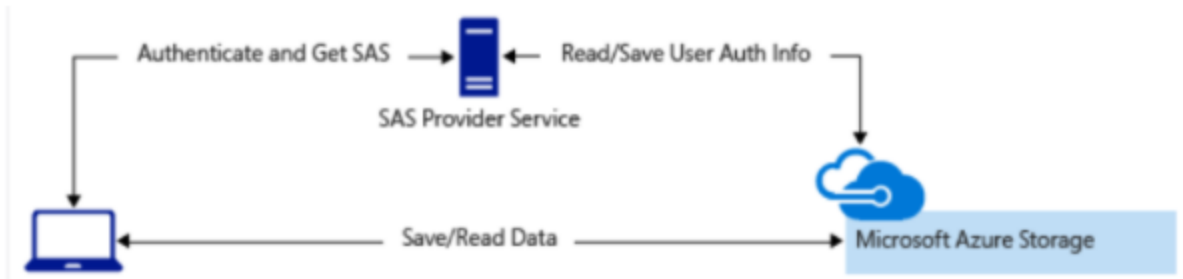 Authenticate and Get SAS
Read/Save User Auth Info
SAS Provider Service
Save/Read Data
Microsoft Azure Storage